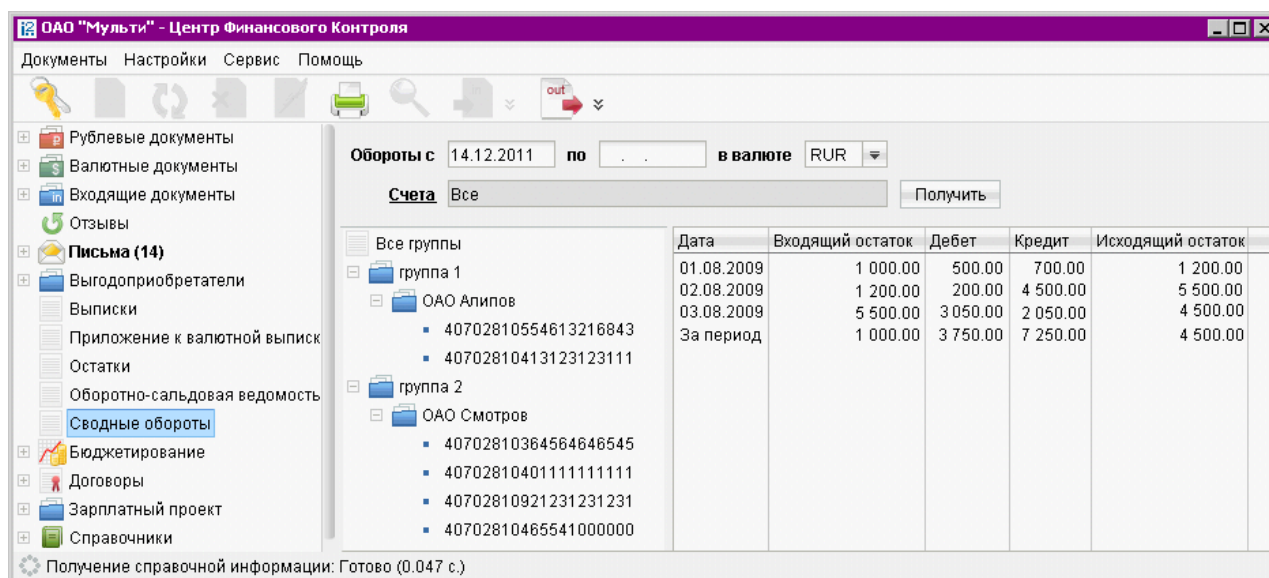 ОАО "Мульти" - Центр Финансового Контроля
Документы Настройки Сервис Помощь
out
Рублевые документы
Валютные документы
Входящие документы
Отзывы
Письма (14)
Выгодоприобретатели
Выписки
Приложение к валютной выписк
Остатки
Оборотно-сальдовая ведомость
Сводные обороты
Бюджетирование
Договоры
Зарплатный проект
Справочники
Обороты с 14.12.2011 по . . в валюте RUR
Счета Все Получить
Все группы
группа 1
ОАО Алипов
40702810554613216843
40702810413123123111
группа 2
ОАО Смотров
40702810364564646545
40702810401111111111
40702810921231231231
40702810465541000000
Дата Входящий остаток Дебет Кредит Исходящий остаток
01.08.2009 1 000.00 500.00 700.00 1 200.00
02.08.2009 1 200.00 200.00 4 500.00 5 500.00
03.08.2009 5 500.00 3 050.00 2 050.00 4 500.00
За период 1 000.00 3 750.00 7 250.00 4 500.00
Получение справочной информации: Готово (0.047 с.)